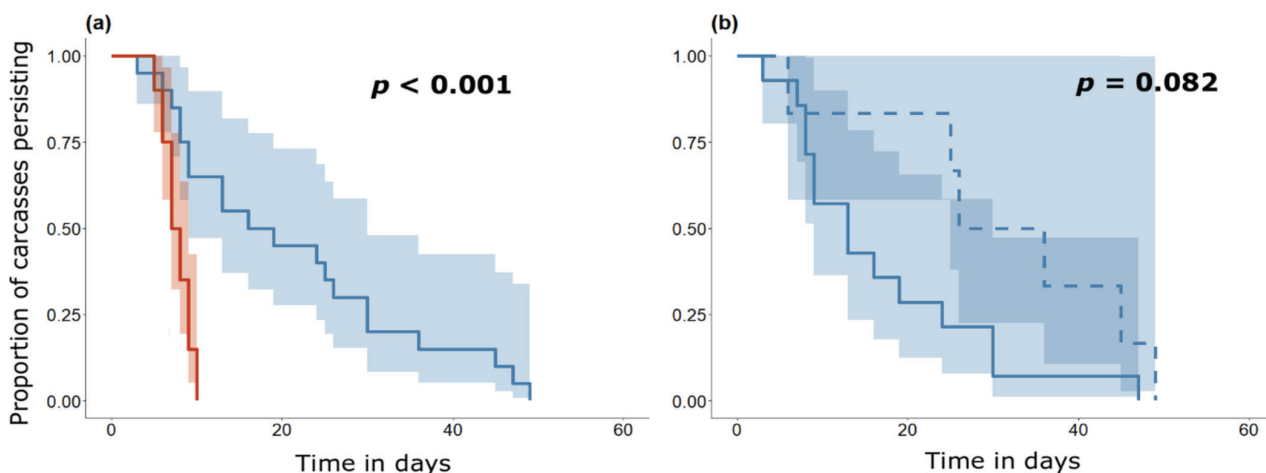 (a)
(b)
Proportion of carcasses persisting
1.00
0.75
0.50
0.25
0.00
p < 0.001
0
20
40
60
Time in days
1.00
0.75
0.50
0.25
0.00
p = 0.082
0
20
40
60
Time in days